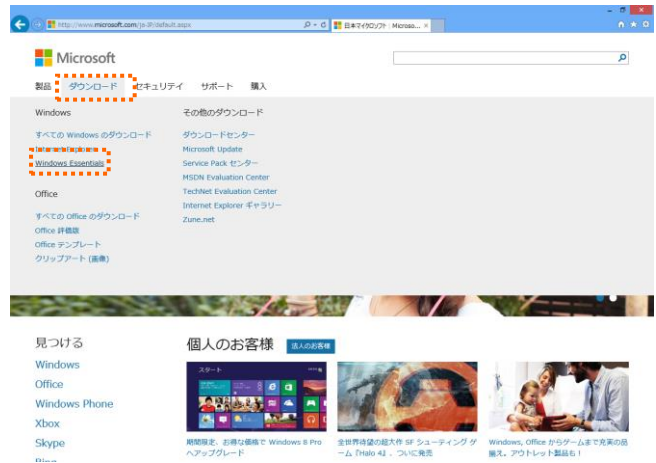 http://www.microsoft.com/ja-JP/default.aspx
日本マイクロソフト | Microso...
Microsoft
製品 ダウンロード セキュリティ サポート 購入
Windows
その他のダウンロード
すべての Windows のダウンロード
Internet Explorer
Windows Essentials
ダウンロードセンター
Microsoft Update
Service Pack センター
MSDN Evaluation Center
TechNet Evaluation Center
Internet Explorer ギャラリー
Zune.net
Office
すべての Office のダウンロード
Office 評価版
Office テンプレート
クリップアート (画像)
見つける
Windows
Office
Windows Phone
Xbox
Skype
Bing
個人のお客様 法人のお客様
スタート
期間限定、お得な価格で Windows 8 Pro
へアップグレード
全世界待望の超大作 SF シューティング ゲ
ーム『Halo 4』、ついに発売
Windows, Office からゲームまで充実の品
揃え。アウトレット製品も！